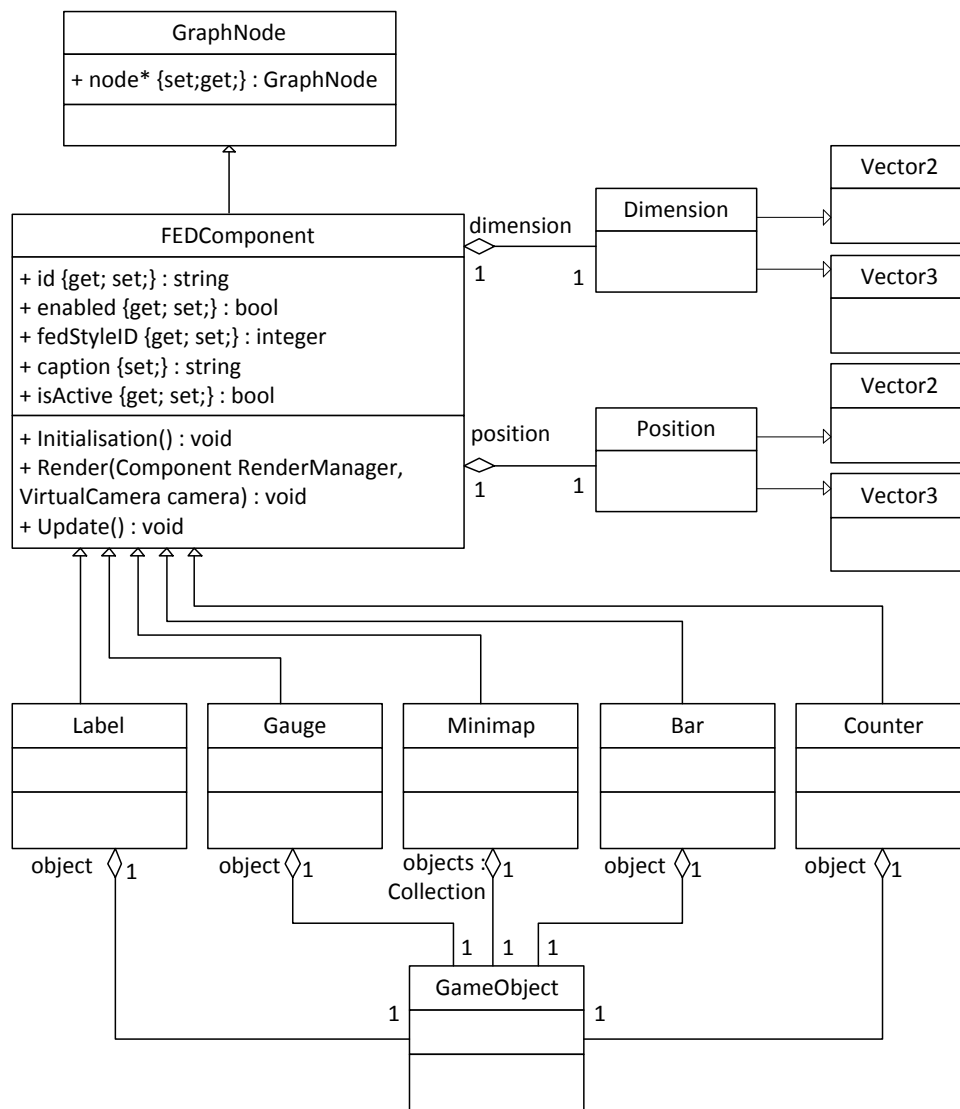 GraphNode
+ node* {set;get;} : GraphNode
FEDComponent
+ id {get; set;} : string
+ enabled {get; set;} : bool
+ fedStyleID {get; set;} : integer
+ caption {set;} : string
+ isActive {get; set;} : bool
+ Initialisation() : void
+ Render(Component RenderManager,
VirtualCamera camera) : void
+ Update() : void
dimension
1
1
Dimension
Vector2
Vector3
position
1
1
Position
Vector2
Vector3
Label
Gauge
Minimap
Bar
Counter
object
1
object
1
objects :
Collection
1
object
1
object
1
1
1
1
1
1
GameObject